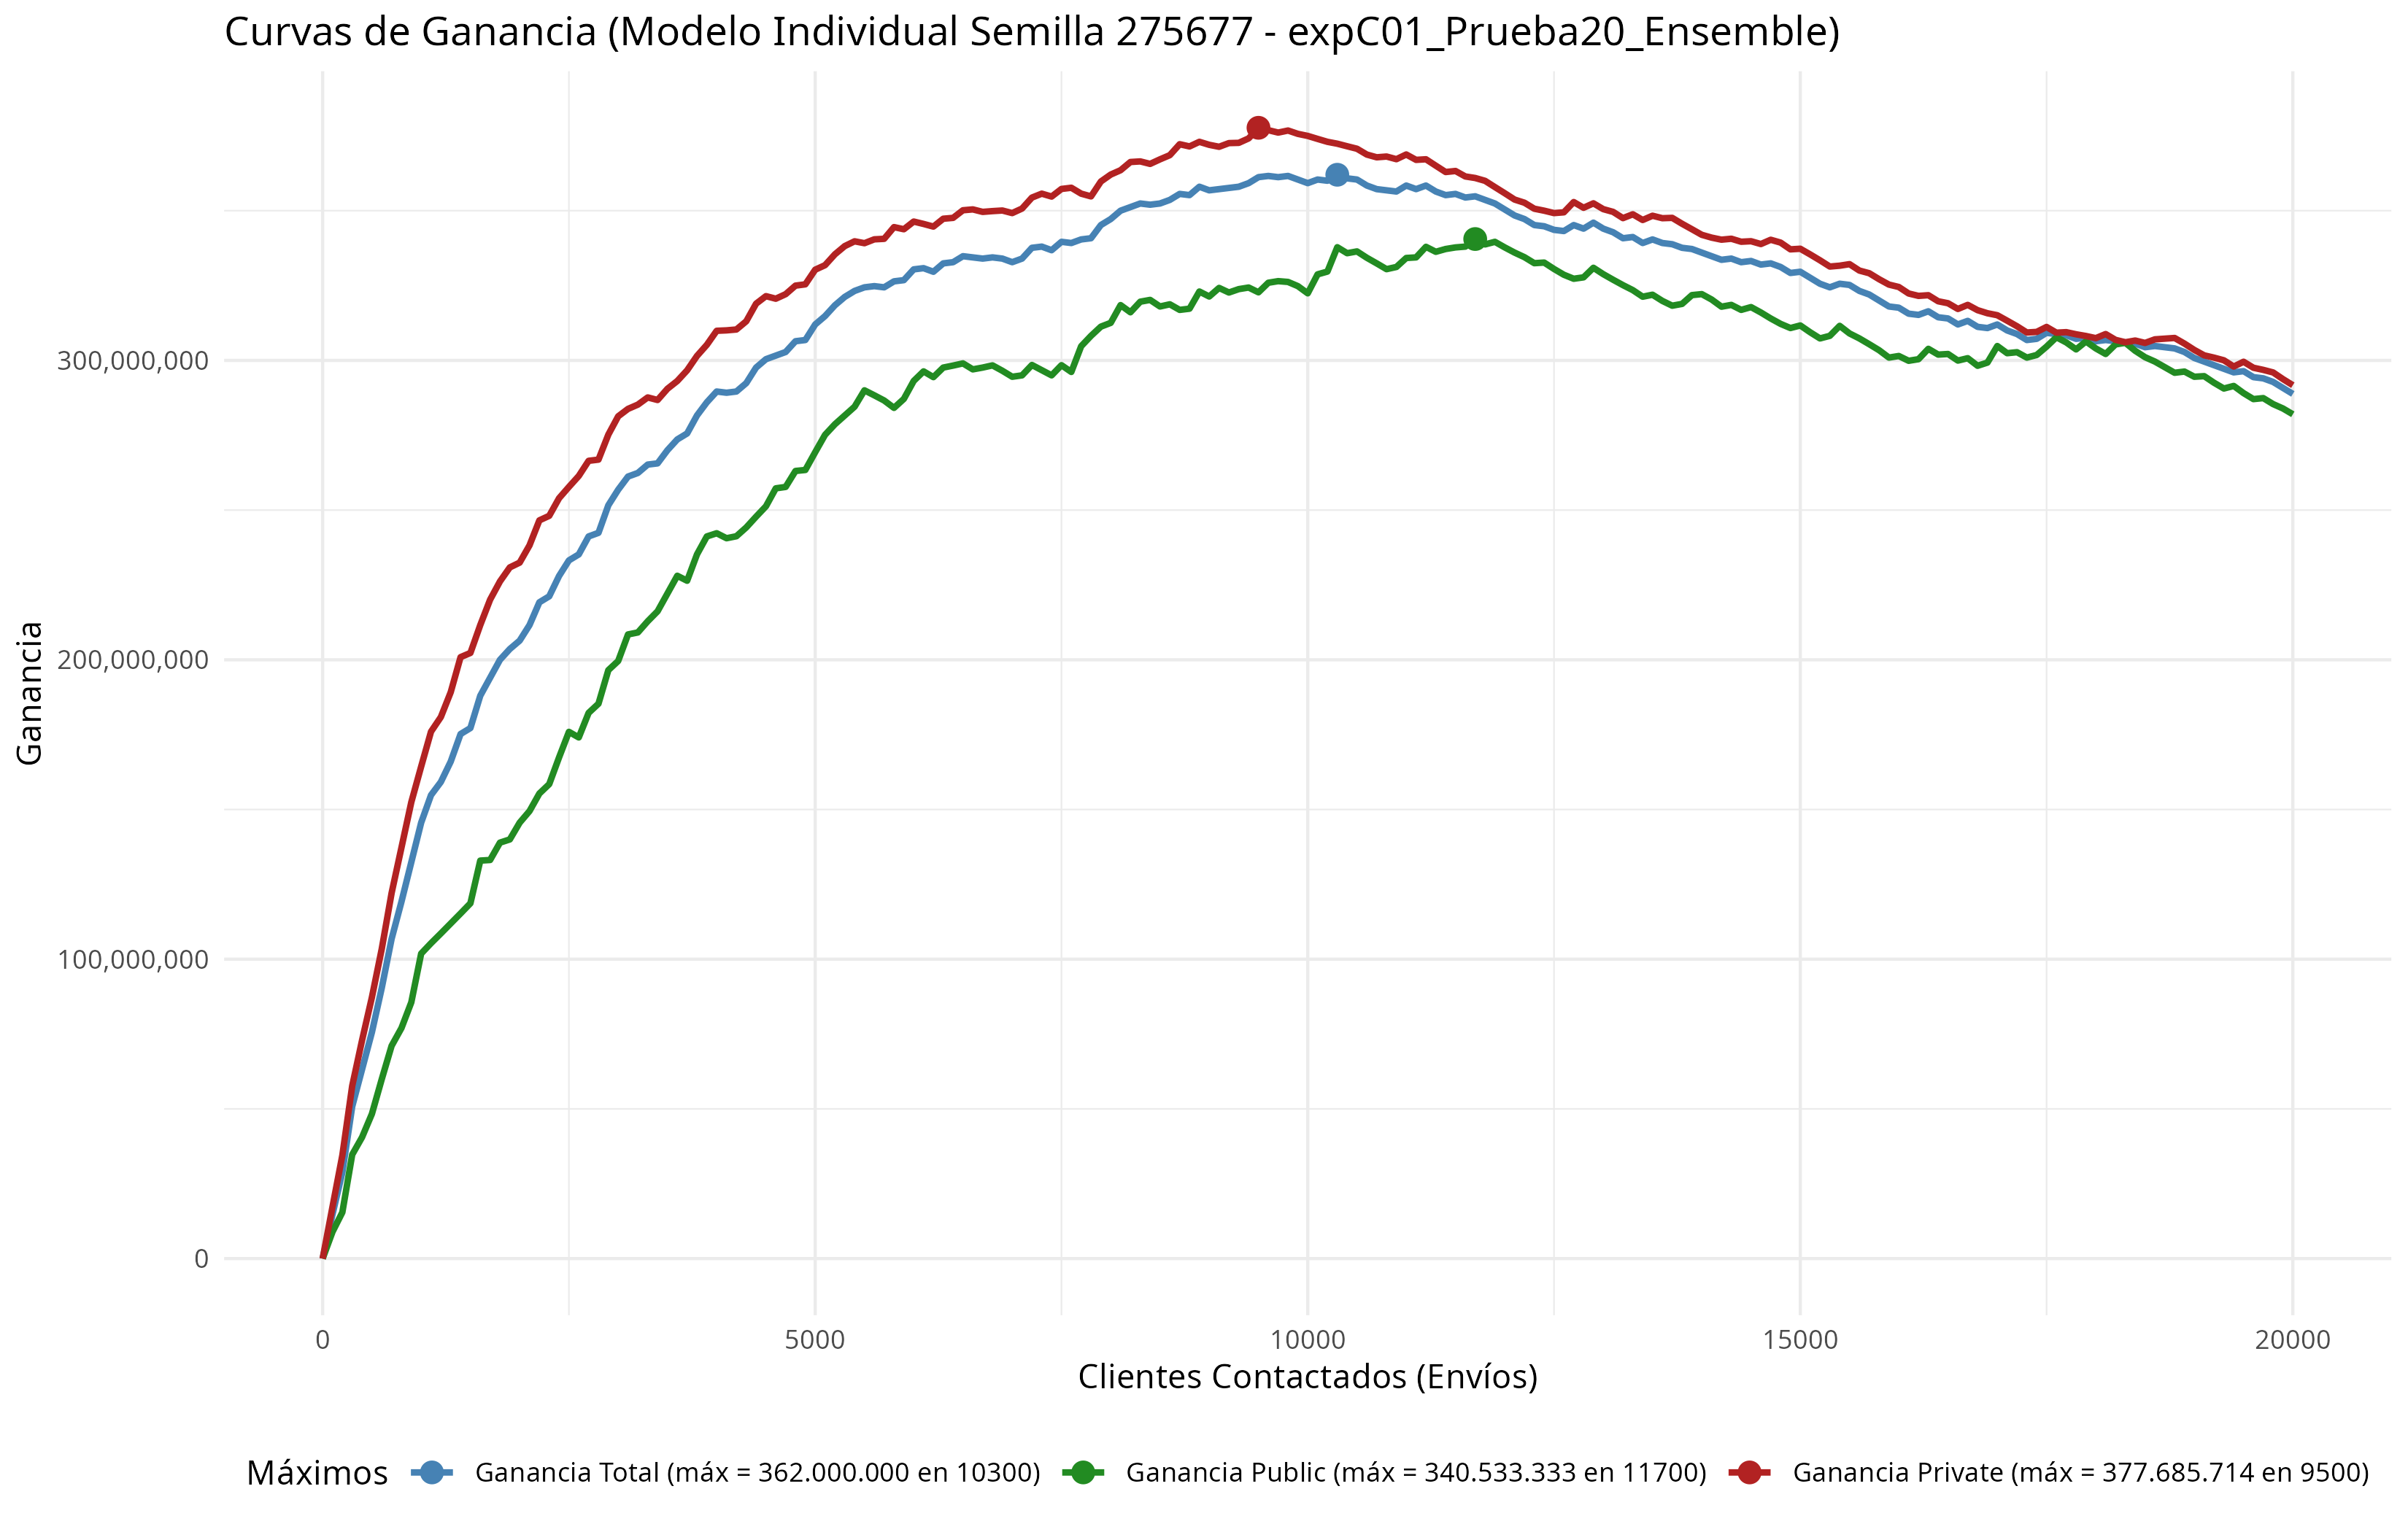 Curvas de Ganancia (Modelo Individual Semilla 275677 - expC01_Prueba20_Ensemble)
Ganancia
300,000,000
200,000,000
100,000,000
0
0 5000 10000 15000 20000
Clientes Contactados (Envíos)
Máximos Ganancia Total (máx = 362.000.000 en 10300) Ganancia Public (máx = 340.533.333 en 11700) Ganancia Private (máx = 377.685.714 en 9500)